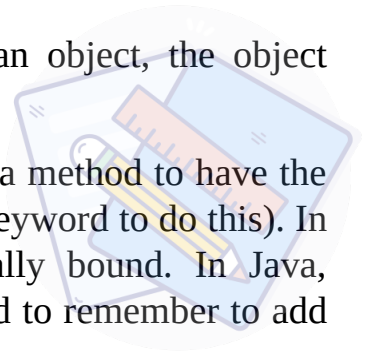 an object, the object
a method to have the
eyword to do this). In
ally bound. In Java,
d to remember to add